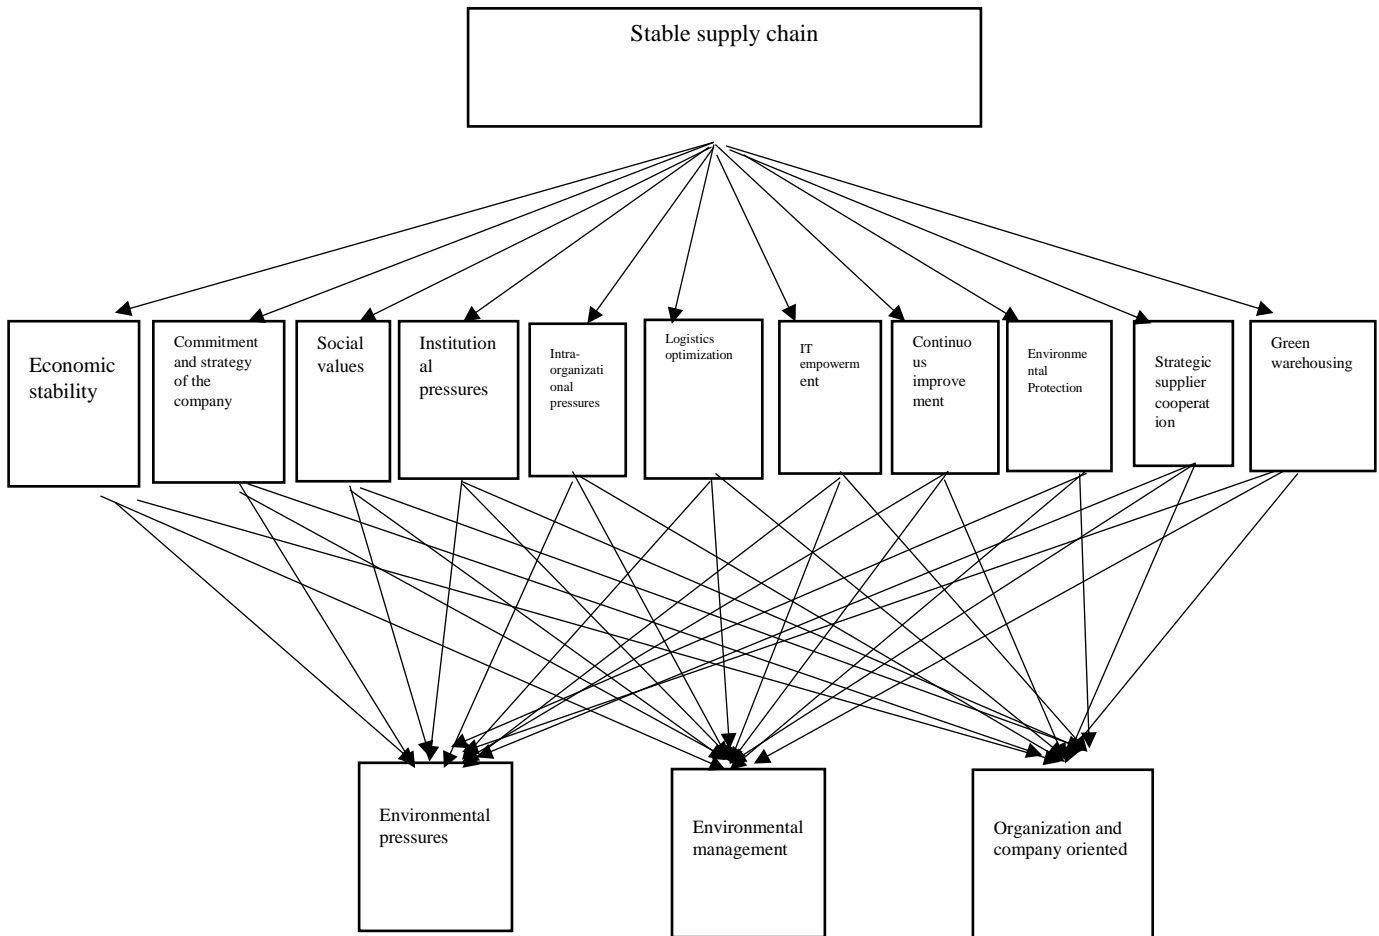 Stable supply chain
Economic
stability
Commitment
and strategy
of the
company
Social
values
Institution
al
pressures
Intra-
organizati
onal
pressures
Logistics
optimization
IT
empowerm
ent
Continuo
us
improve
ment
Environme
ntal
Protection
Strategic
supplier
cooperat
ion
Green
warehousing
Environmental
pressures
Environmental
management
Organization and
company oriented